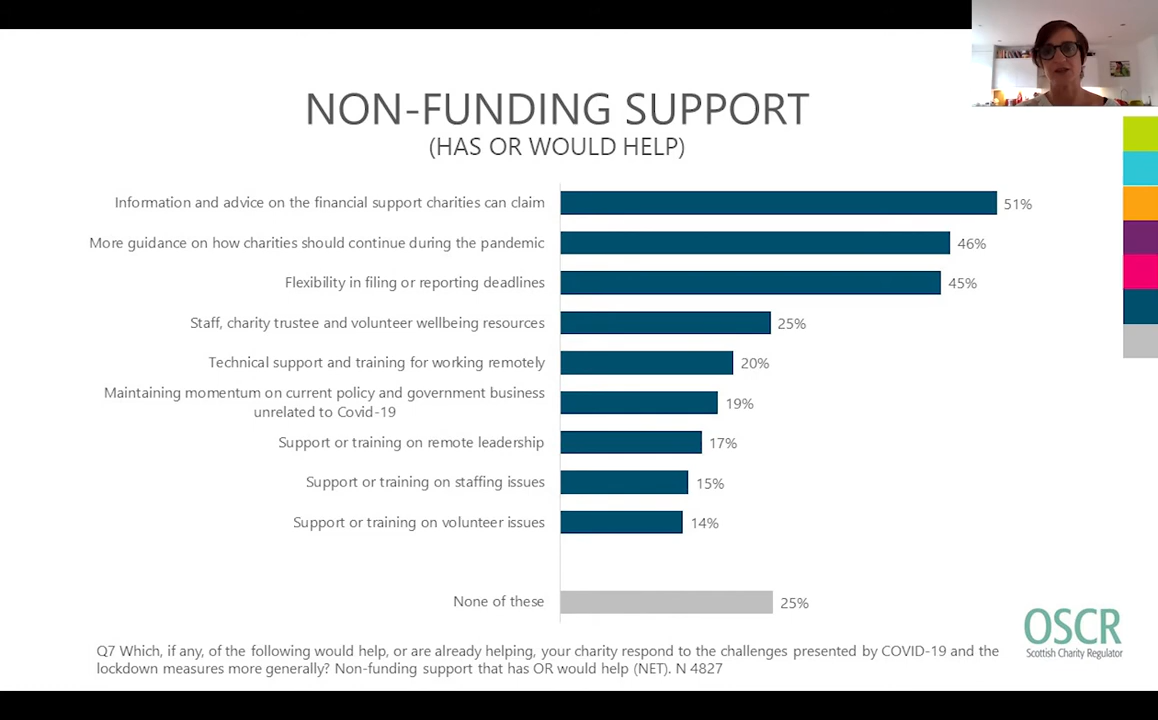 NON-FUNDING SUPPORT
(HAS OR WOULD HELP)
Information and advice on the financial support charities can claim
51%
More guidance on how charities should continue during the pandemic
46%
Flexibility in filing or reporting deadlines
45%
Staff, charity trustee and volunteer wellbeing resources
25%
Technical support and training for working remotely
20%
Maintaining momentum on current policy and government business
unrelated to Covid-19
19%
Support or training on remote leadership
17%
Support or training on staffing issues
15%
Support or training on volunteer issues
14%
None of these
25%
OSCR
Scottish Charity Regulator
Q7 Which, if any, of the following would help, or are already helping, your charity respond to the challenges presented by COVID-19 and the
lockdown measures more generally? Non-funding support that has OR would help (NET). N 4827